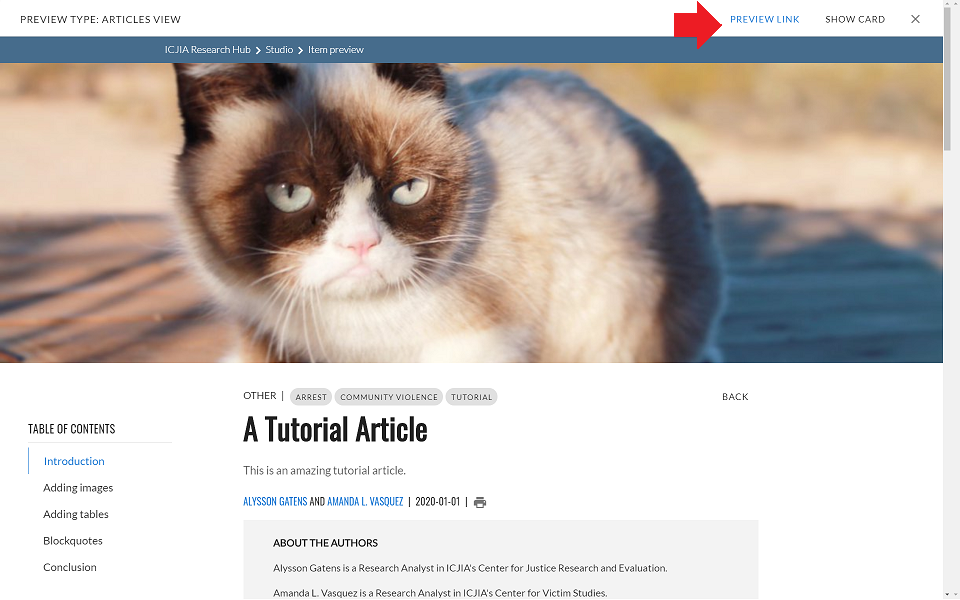 PREVIEW TYPE: ARTICLES VIEW PREVIEW LINK SHOW CARD
ICJIA Research Hub Studio Item preview
OTHER | ARREST COMMUNITY VIOLENCE TUTORIAL BACK
A Tutorial Article
This is an amazing tutorial article.
ALYSSON GATENS AND AMANDA L. VASQUEZ | 2020-01-01 |
TABLE OF CONTENTS
Introduction
Adding images
Adding tables
Blockquotes
Conclusion
ABOUT THE AUTHORS
Alysson Gatens is a Research Analyst in ICJIA's Center for Justice Research and Evaluation.
Amanda L. Vasquez is a Research Analyst in ICJIA's Center for Victim Studies.